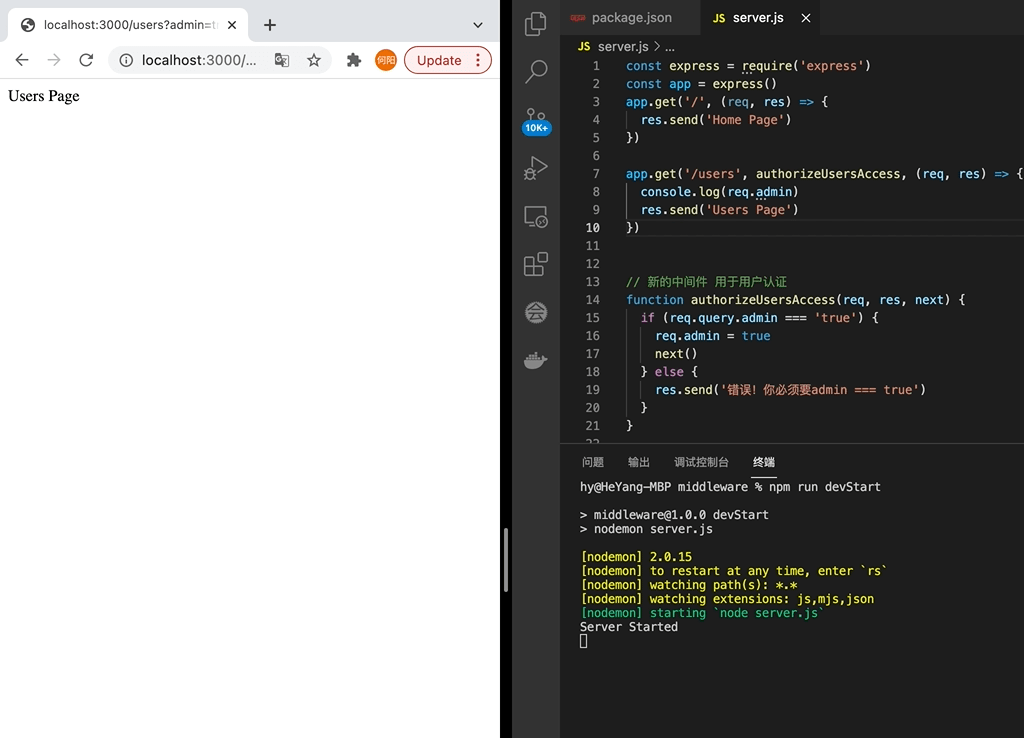 localhost:3000/users?admin=t
localhost:3000/...
Update
Users Page
10K+
package.json
JS server.js
JS server.js > ...
1 const express = require('express')
2 const app = express()
3 app.get('/', (req, res) => {
4 res.send('Home Page')
5 })
6
7 app.get('/users', authorizeUsersAccess, (req, res) => {
8 console.log(req.admin)
9 res.send('Users Page')
10 })
11
12
13 // 新的中间件 用于用户认证
14 function authorizeUsersAccess(req, res, next) {
15 if (req.query.admin === 'true') {
16 req.admin = true
17 next()
18 } else {
19 res.send('错误! 你必须要admin === true')
20 }
21 }
22
问题 输出 调试控制台 终端
hy@HeYang-MBP middleware % npm run devStart
> middleware@1.0.0 devStart
> nodemon server.js
[nodemon] 2.0.15
[nodemon] to restart at any time, enter `rs`
[nodemon] watching path(s): *.*
[nodemon] watching extensions: js,mjs,json
[nodemon] starting `node server.js`
Server Started